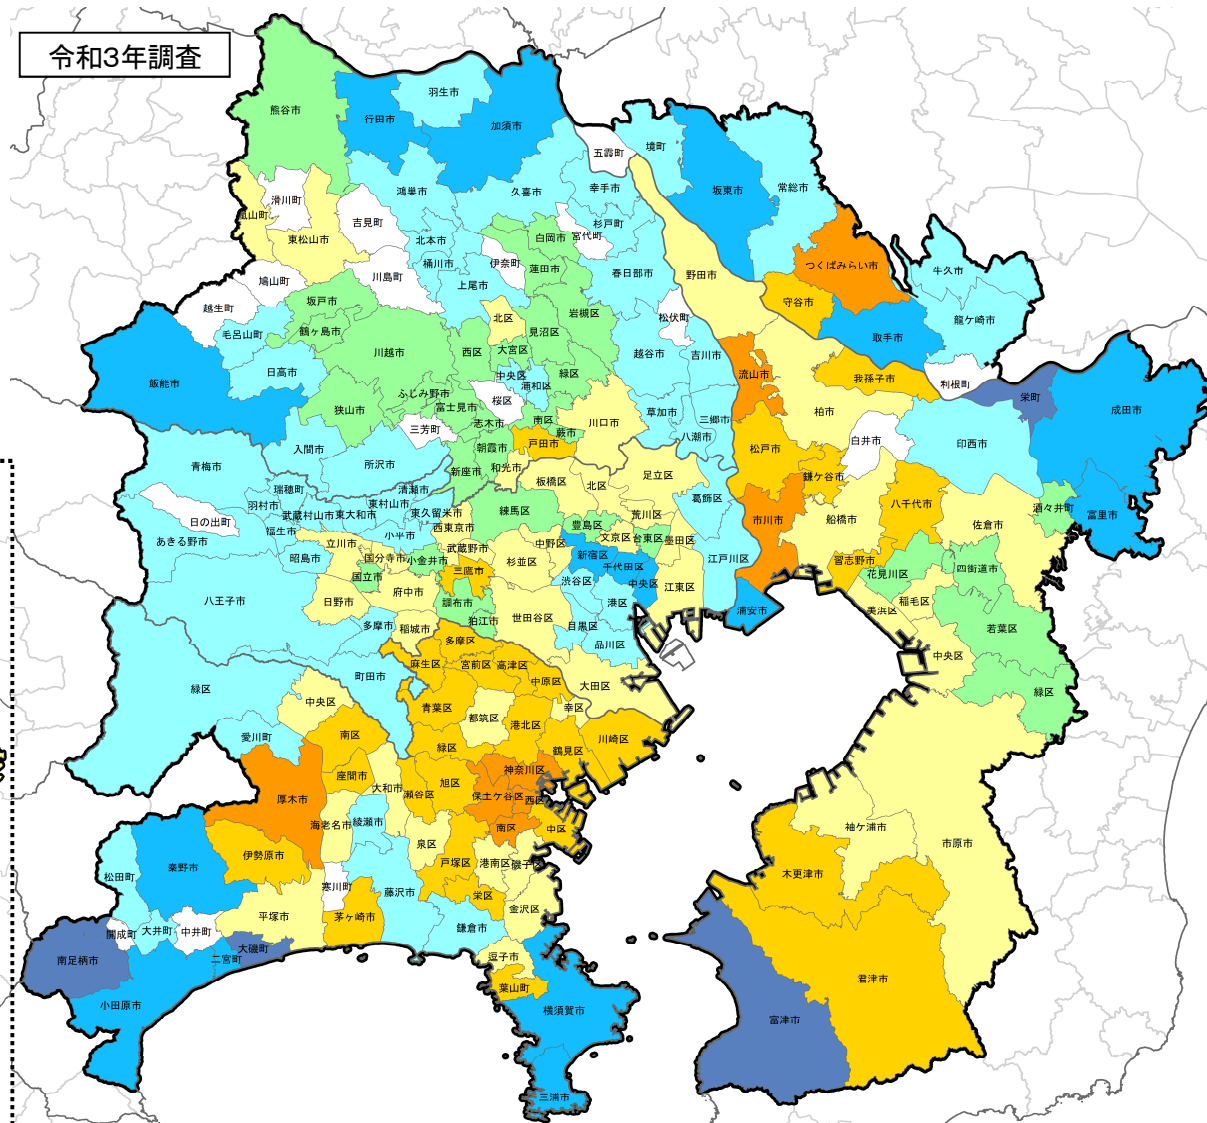 令和3年調査
羽生市
熊谷市
行田市
加須市
五霞町
境町
坂東市
常総市
滑川町
鴻巣市
久喜市
幸手市
嵐山町
吉見町
杉戸町
東松山市
北本市
白岡市
宮代町
つくばみらい市
牛久市
鳩山町
川島町
桶川市
伊奈町
蓮田市
春日部市
野田市
上尾市
越生町
坂戸市
守谷市
毛呂山町
鶴ヶ島市
北区
見沼区
岩槻区
松伏町
龍ケ崎市
取手市
川越市
西区
大宮区
越谷市
吉川市
飯能市
日高市
中央区
浦和区
緑区
流山市
我孫子市
利根町
栄町
成田市
狭山市
ふじみ野市
富士見市
桜区
柏市
三芳町
志木市
南区
川口市
草加市
三郷市
蕨市
八潮市
白井市
印西市
入間市
所沢市
朝霞市
戸田市
松戸市
青梅市
新座市
和光市
足立区
鎌ケ谷市
瑞穂町
清瀬市
板橋区
北区
葛飾区
羽村市
東村山市
日の出町
武蔵村山市
東大和市
東久留米市
練馬区
荒川区
市川市
船橋市
八千代市
酒々井町
富里市
福生市
小平市
西東京市
豊島区
文京区
台東区
墨田区
佐倉市
あきる野市
昭島市
立川市
国分寺市
小金井市
武蔵野市
中野区
杉並区
新宿区
千代田区
江戸川区
習志野市
花見川区
四街道市
国立市
三鷹市
渋谷区
中央区
江東区
八王子市
日野市
府中市
調布市
港区
浦安市
稲毛区
美浜区
多摩市
稲城市
狛江市
世田谷区
目黒区
品川区
若葉区
多摩区
中央区
麻生区
宮前区
高津区
町田市
中原区
大田区
緑区
緑区
中央区
青葉区
都筑区
幸区
愛川町
南区
港北区
川崎区
緑区
鶴見区
座間市
神奈川区
厚木市
大和市
瀬谷区
旭区
保土ケ谷区
西区
海老名市
綾瀬市
南区
中区
袖ケ浦市
市原市
泉区
伊勢原市
戸塚区
港南区
磯子区
秦野市
松田町
寒川町
藤沢市
木更津市
栄区
平塚市
茅ヶ崎市
金沢区
開成町
大井町
中井町
鎌倉市
大磯町
南足柄市
二宮町
逗子市
葉山町
君津市
小田原市
横須賀市
富津市
三浦市